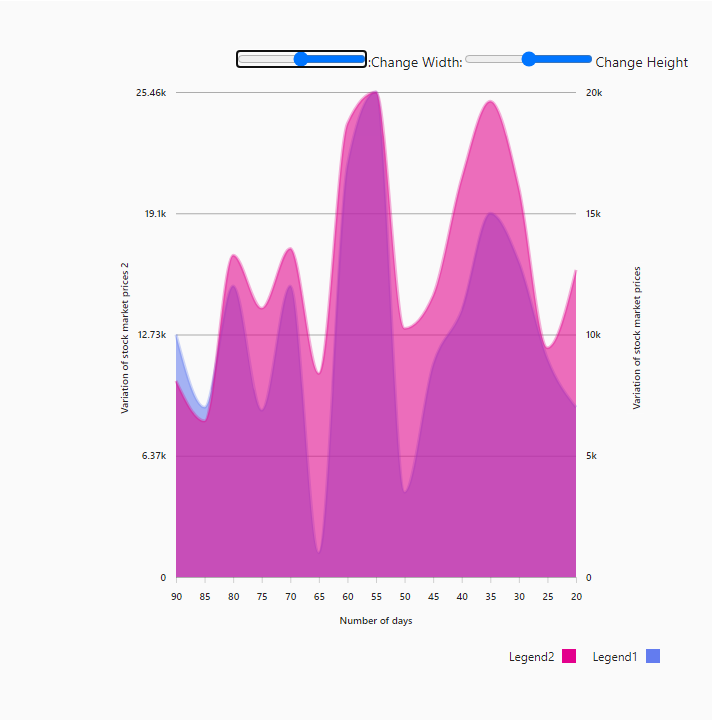 :Change Width: Change Height
25.46k
19.1k
12.73k
6.37k
0
Variation of stock market prices 2
20k
15k
10k
5k
0
Variation of stock market prices
90 85 80 75 70 65 60 55 50 45 40 35 30 25 20
Number of days
Legend2 Legend1